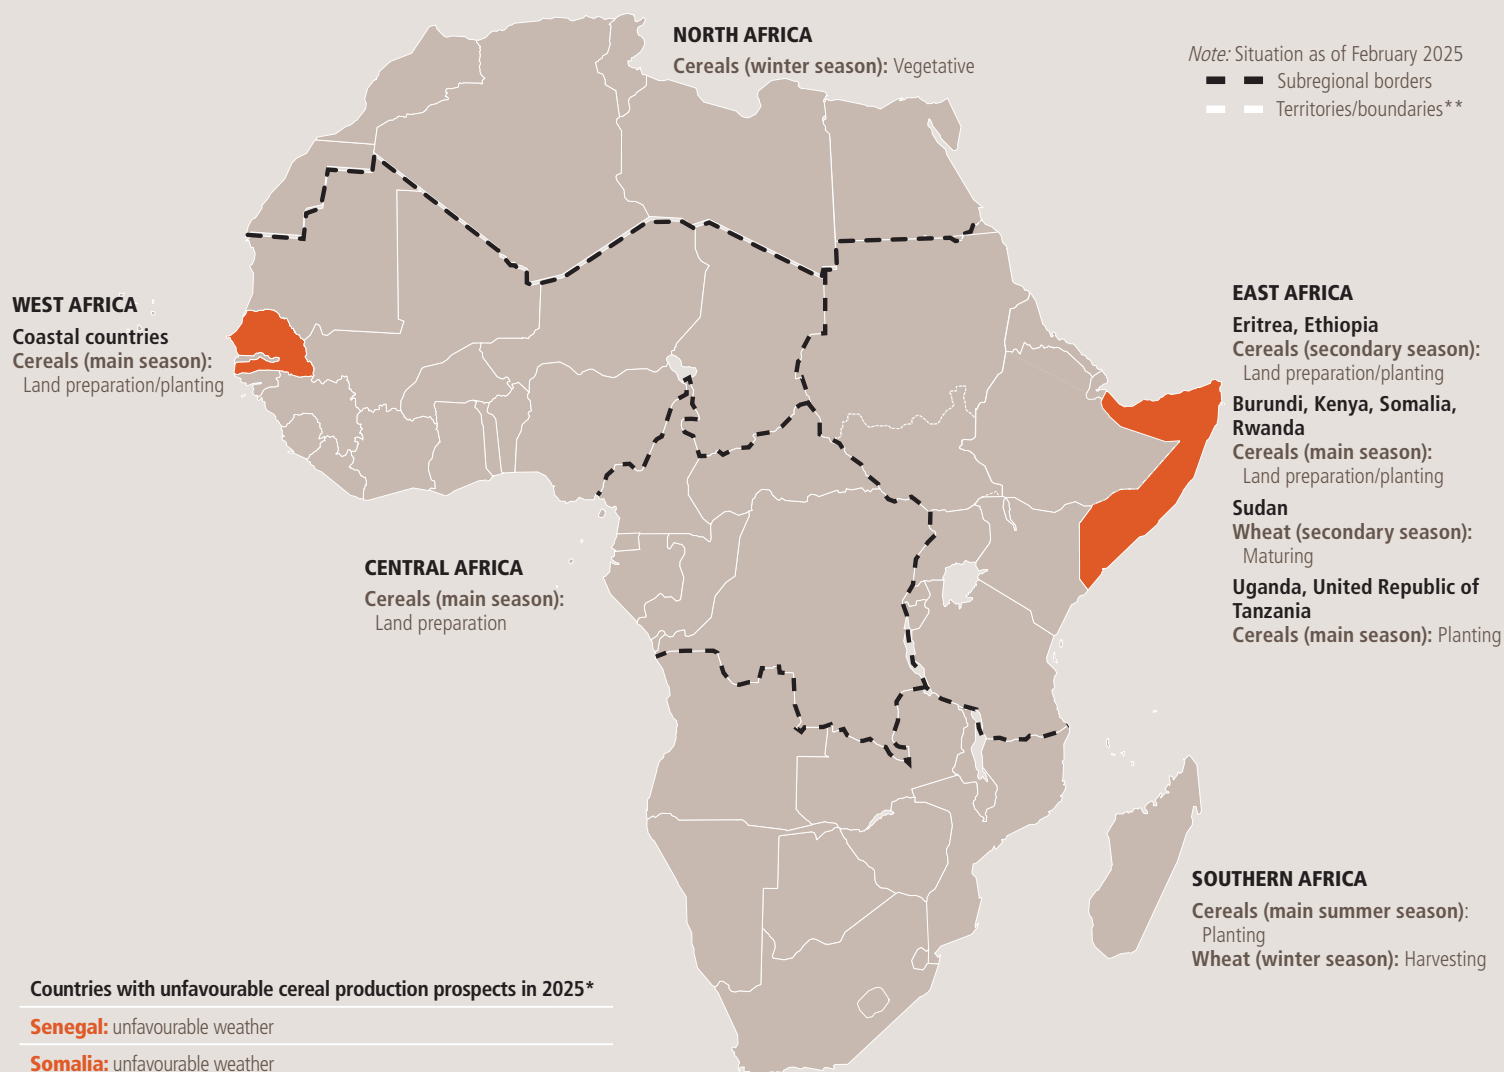 NORTH AFRICA
Cereals (winter season): Vegetative
Note: Situation as of February 2025
Subregional borders
Territories/boundaries**
WEST AFRICA
Coastal countries
Cereals (main season):
Land preparation/planting
EAST AFRICA
Eritrea, Ethiopia
Cereals (secondary season):
Land preparation/planting
Burundi, Kenya, Somalia,
Rwanda
Cereals (main season):
Land preparation/planting
Sudan
Wheat (secondary season):
Maturing
Uganda, United Republic of
Tanzania
Cereals (main season): Planting
CENTRAL AFRICA
Cereals (main season):
Land preparation
SOUTHERN AFRICA
Cereals (main summer season):
Planting
Wheat (winter season): Harvesting
Countries with unfavourable cereal production prospects in 2025*
Senegal: unfavourable weather
Somalia: unfavourable weather